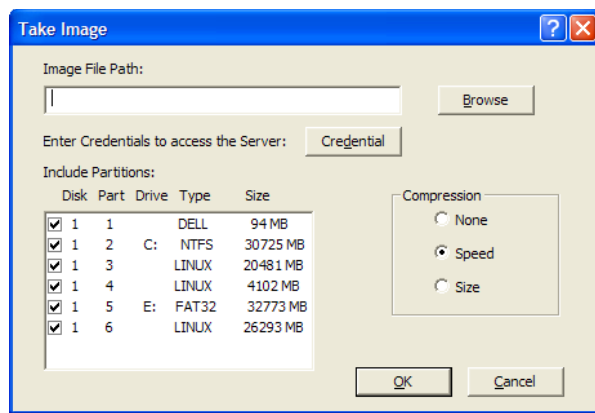 Take Image
Image File Path:
Browse
Enter Credentials to access the Server: Credential
Include Partitions:
Disk Part Drive Type Size
1 1 DELL 94 MB
1 2 C: NTFS 30725 MB
1 3 LINUX 20481 MB
1 4 LINUX 4102 MB
1 5 E: FAT32 32773 MB
1 6 LINUX 26293 MB
Compression
None
Speed
Size
OK Cancel